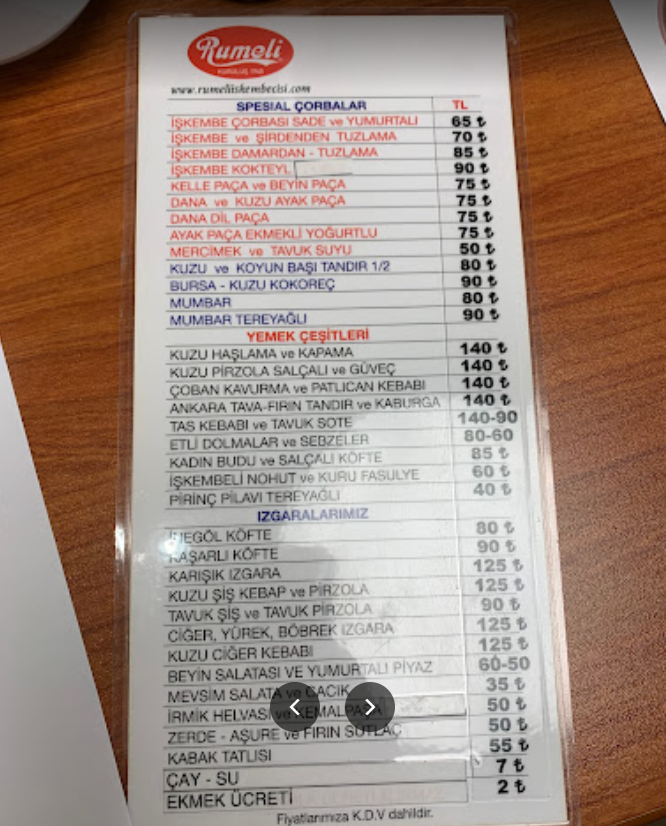 Rumeli
www.rumeliiskembecisi.com
SPESIAL ÇORBALAR TL
İŞKEMBE ÇORBASI SADE ve YUMURTALI 65 ₺
İŞKEMBE ve ŞİRDENDEN TUZLAMA 70 ₺
İŞKEMBE DAMARDAN - TUZLAMA 85 ₺
İŞKEMBE KOKTEYL 90 ₺
KELLE PAÇA ve BEYİN PAÇA 75 ₺
DANA ve KUZU AYAK PAÇA 75 ₺
DANA DİL PAÇA 75 ₺
AYAK PAÇA EKMEKLİ YOĞURTLU 75 ₺
MERCİMEK ve TAVUK SUYU 50 ₺
KUZU ve KOYUN BAŞI TANDIR 1/2 80 ₺
BURSA - KUZU KOKOREÇ 90 ₺
MUMBAR 80 ₺
MUMBAR TEREYAĞLI 90 ₺
YEMEK ÇEŞİTLERİ
KUZU HAŞLAMA ve KAPAMA 140 ₺
KUZU PİRZOLA SALÇALI ve GÜVEÇ 140 ₺
ÇOBAN KAVURMA ve PATLICAN KEBABI 140 ₺
ANKARA TAVA-FIRIN TANDIR ve KABURGA 140 ₺
TAS KEBABI ve TAVUK SOTE 140-90
ETLİ DOLMALAR ve SEBZELER 80-60
KADIN BUDU ve SALÇALI KÖFTE 85 ₺
İŞKEMBELİ NOHUT ve KURU FASULYE 60 ₺
PİRİNÇ PİLAVI TEREYAĞLI 40 ₺
IZGARALARIMIZ
İNEGÖL KÖFTE 80 ₺
KAŞARLI KÖFTE 90 ₺
KARIŞIK IZGARA 125 ₺
KUZU ŞİŞ KEBAP ve PİRZOLA 125 ₺
TAVUK ŞİŞ ve TAVUK PİRZOLA 90 ₺
CİĞER, YÜREK, BÖBREK IZGARA 125 ₺
KUZU CİĞER KEBABI 125 ₺
BEYİN SALATASI VE YUMURTALI PİYAZ 60-50
MEVSİM SALATA ve CACIK 35 ₺
İRMİK HELVASI ve KEMALPAŞA 50 ₺
ZERDE - AŞURE ve FIRIN SÜTLAÇ 50 ₺
KABAK TATLISI 55 ₺
ÇAY - SU 7 ₺
EKMEK ÜCRETİ 2 ₺
Fiyatlarımıza K.D.V dahildir.